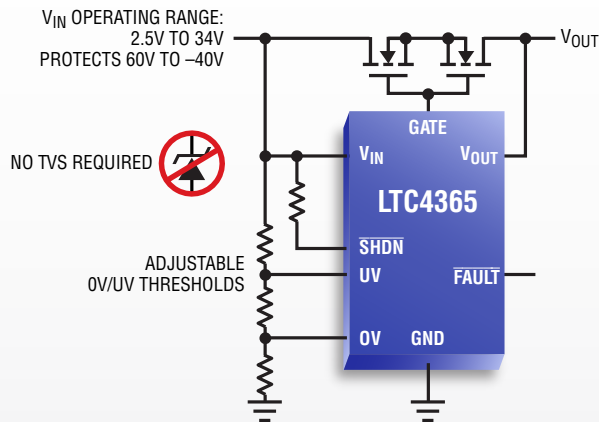 VIN OPERATING RANGE:
2.5V TO 34V
PROTECTS 60V TO –40V
VOUT
GATE
NO TVS REQUIRED
VIN
VOUT
LTC4365
SHDN
ADJUSTABLE
0V/UV THRESHOLDS
UV
FAULT
OV
GND